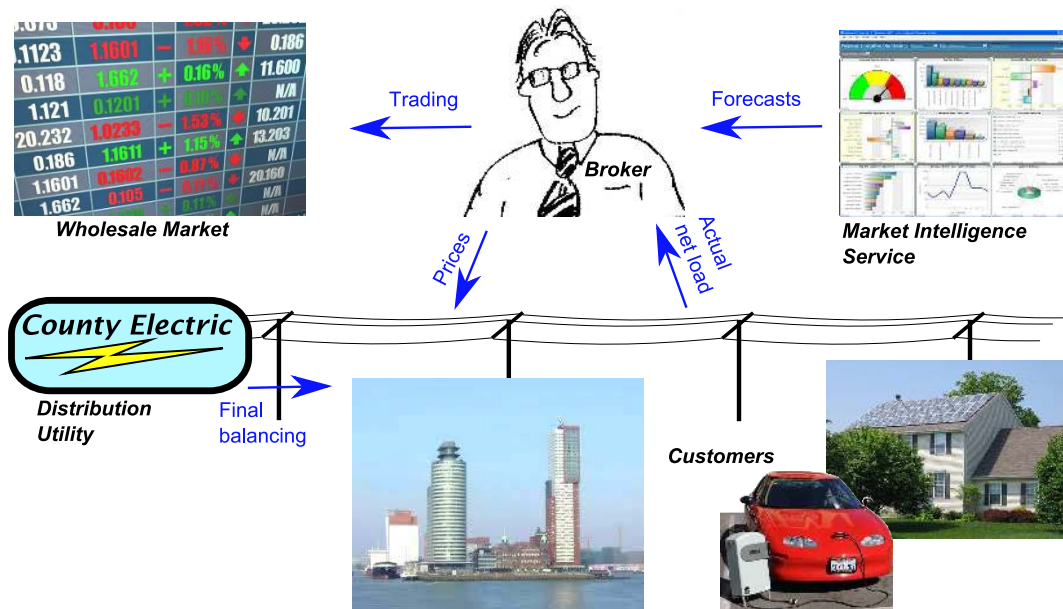 0.1123 1.1601 - 0.186
0.118 1.662 + 0.16% 11.600
1.121 0.1201 + N/A
20.232 1.0233 - 1.53% 10.201
0.186 1.1611 + 1.15% 13.203
1.1601 0.1602 - 0.87% N/A
1.662 0.105 - 20.160
0.11% N/A
Trading
Forecasts
Broker
Wholesale Market
Market Intelligence
Service
Prices
Actual
net load
County Electric
Distribution
Utility
Final
balancing
Customers